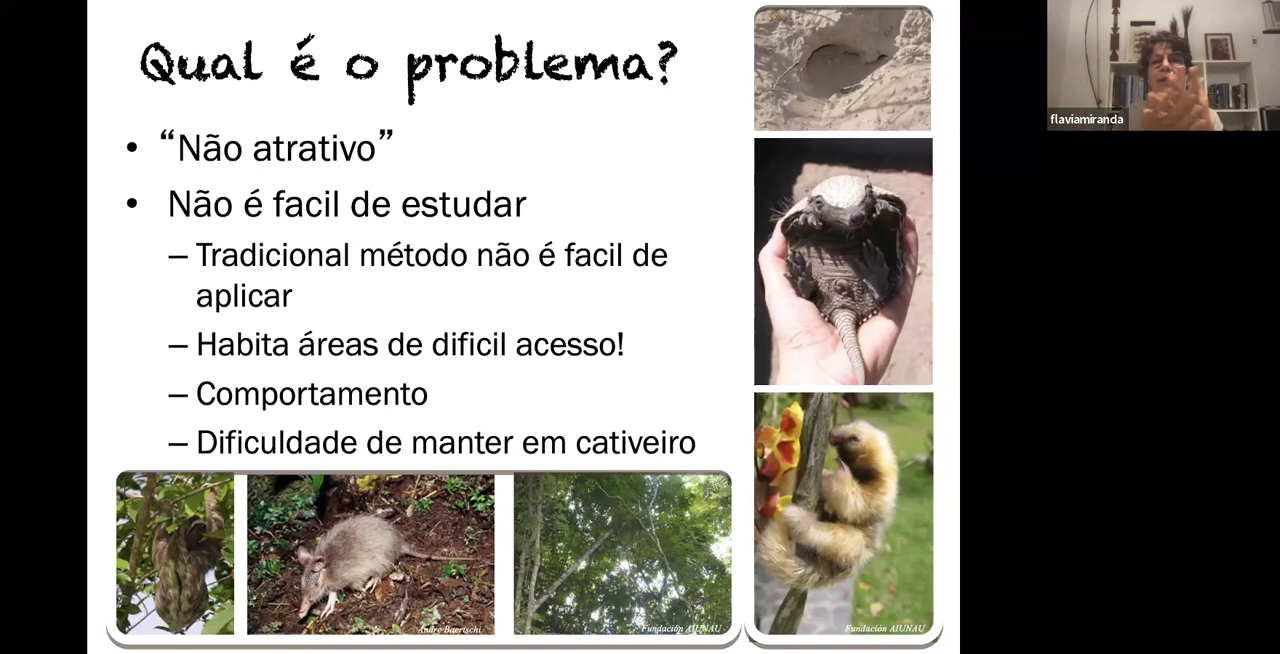 Qual é o problema?
• “Não atrativo”
• Não é facil de estudar
– Tradicional método não é facil de
aplicar
– Habita áreas de dificil acesso!
– Comportamento
– Dificuldade de manter em cativeiro
André Baertschi
Fundación AIUNAU
Fundación AIUNAU
flaviamiranda